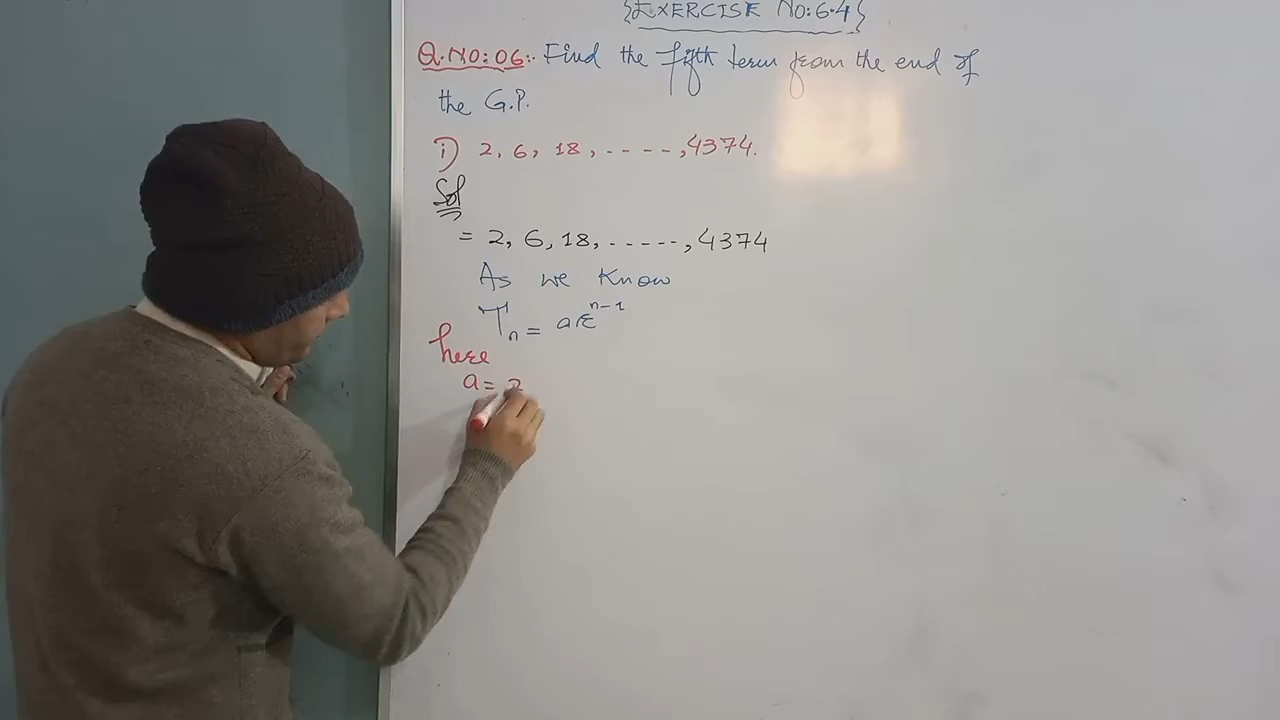 {EXERCISE NO:6.4}
Q.NO:06:- Find the fifth term from the end of
the G.P.
i) 2, 6, 18, - - - - -, 4374.
Sol
= 2, 6, 18, - - - - -, 4374
As we Know
Tn = ar^n-1
here
a = 2